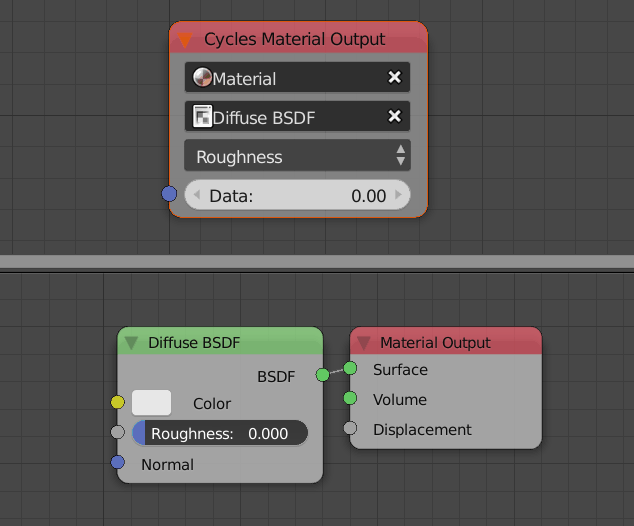 Cycles Material Output
Material
Diffuse BSDF
Roughness
Data: 0.00
Diffuse BSDF
BSDF
Color
Roughness: 0.000
Normal
Material Output
Surface
Volume
Displacement